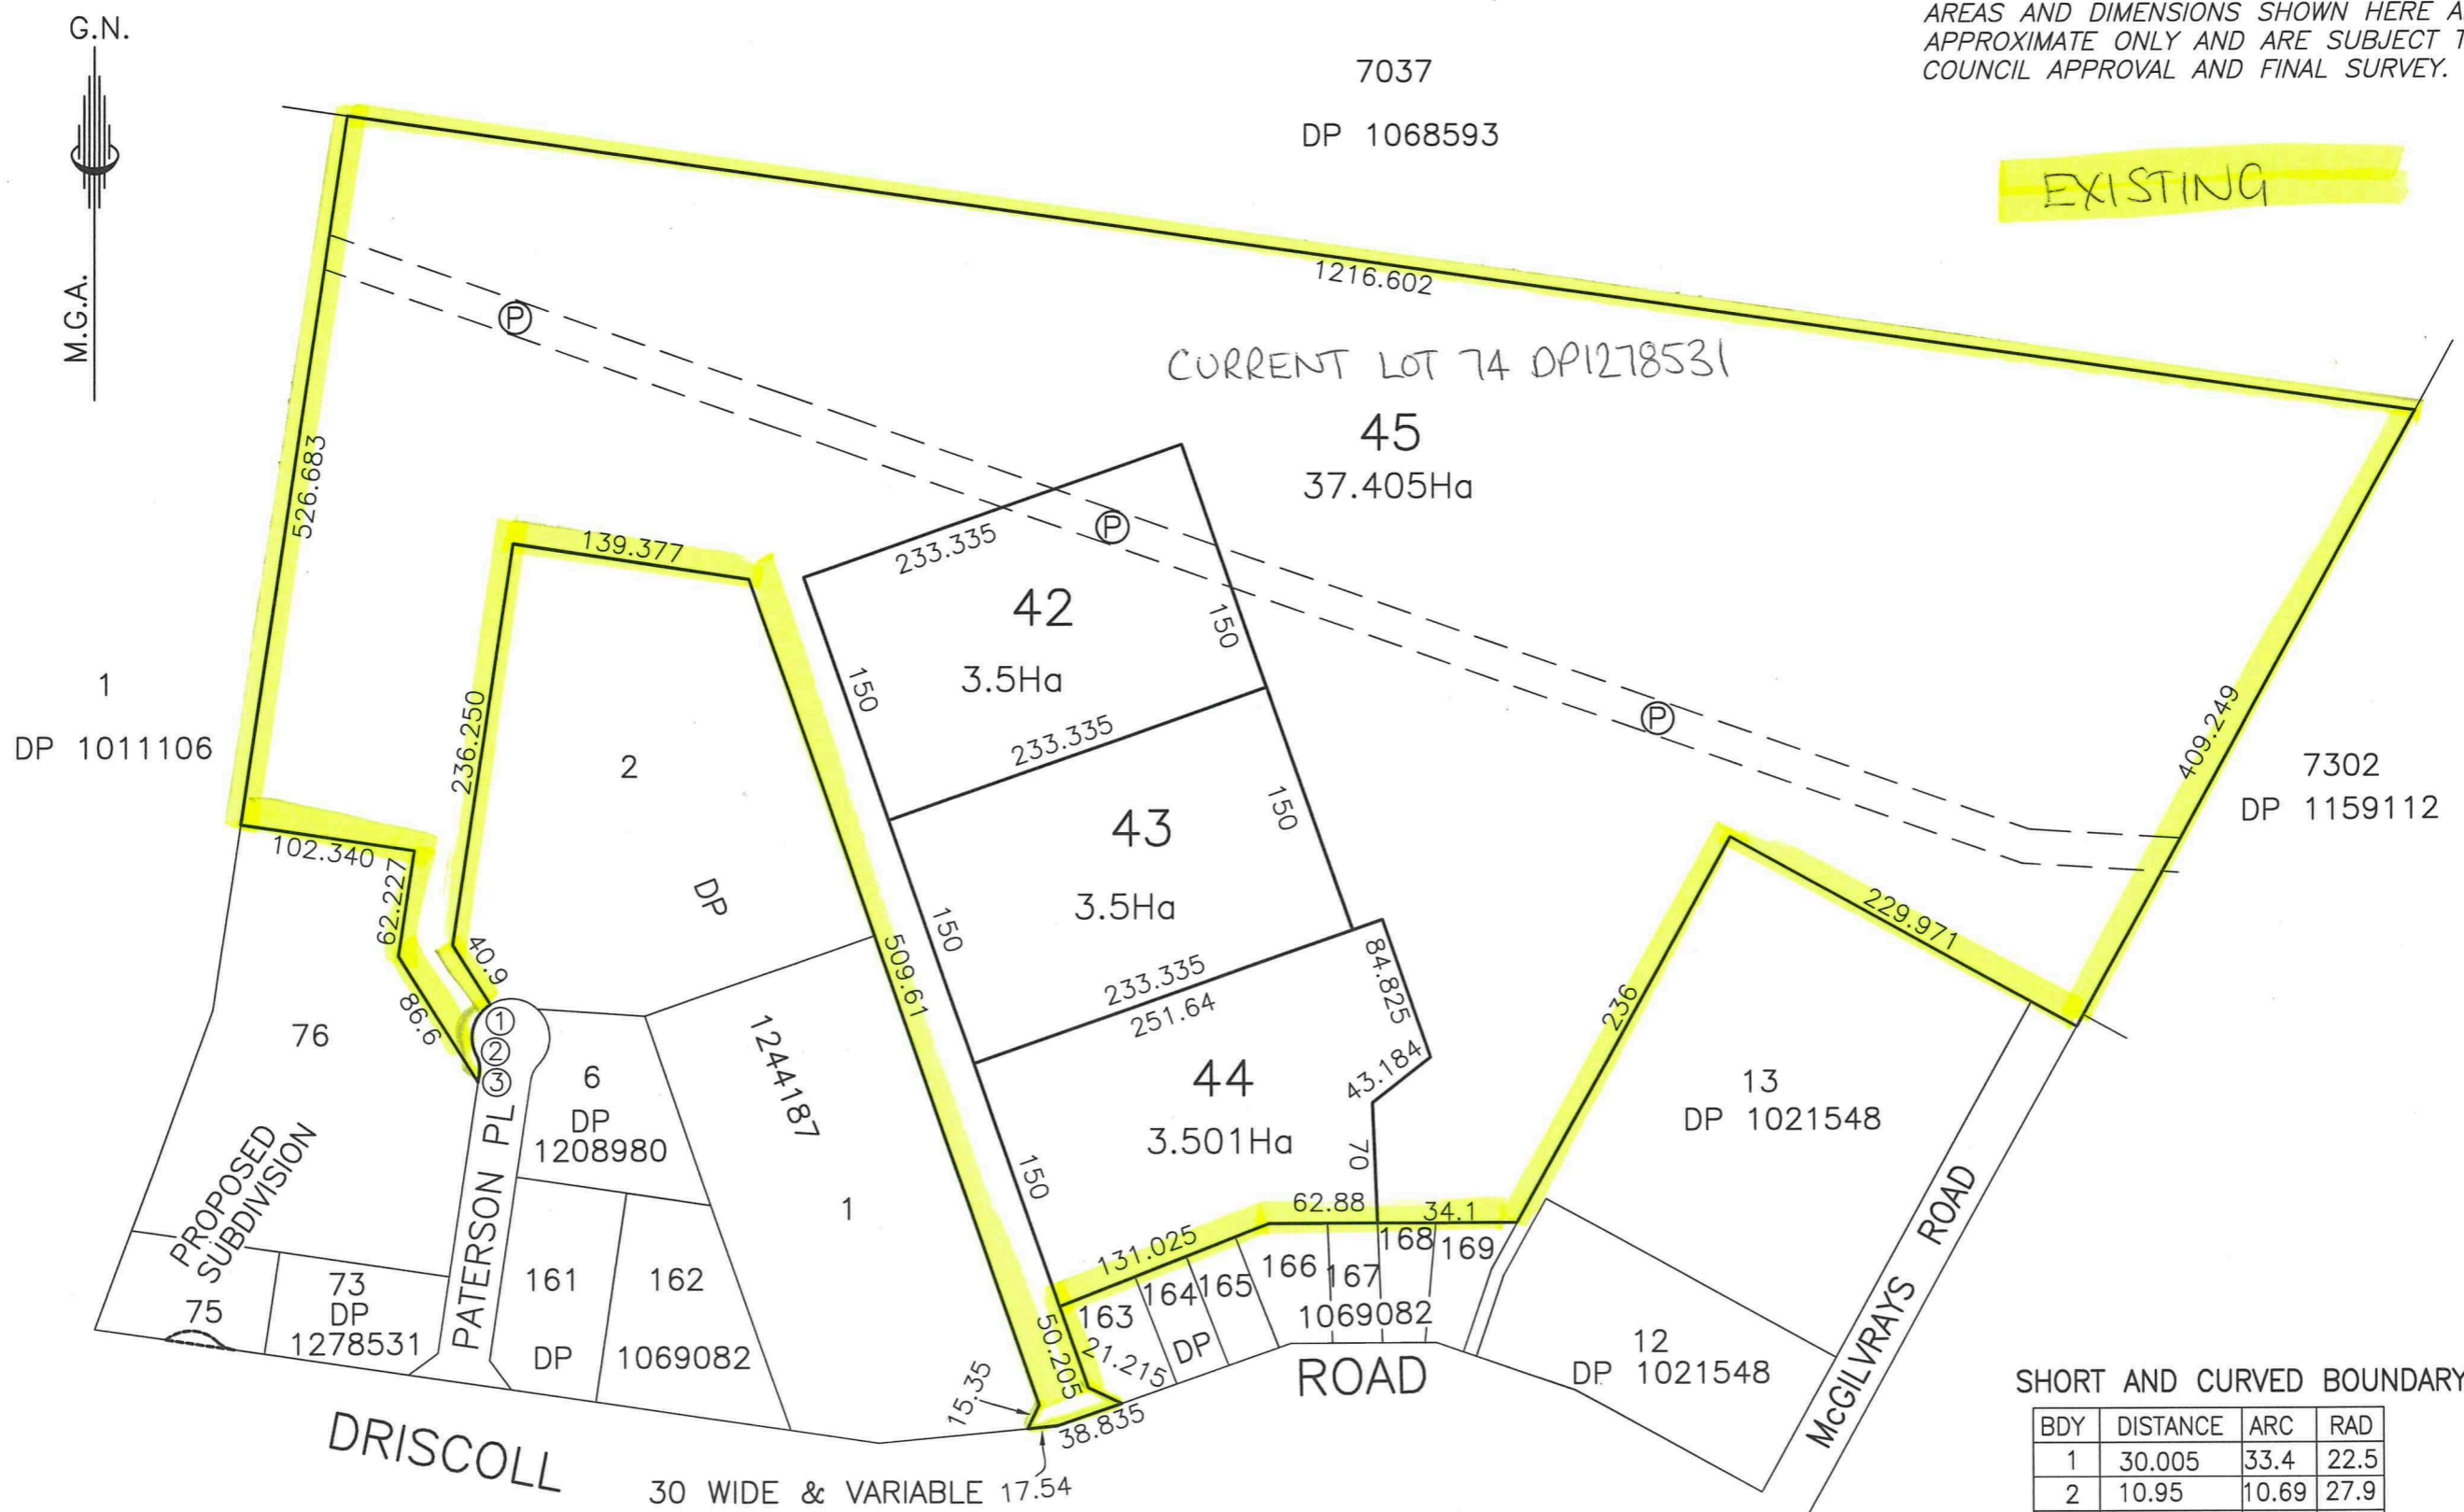 G.N.
M.G.A.
AREAS AND DIMENSIONS SHOWN HERE A
APPROXIMATE ONLY AND ARE SUBJECT T
COUNCIL APPROVAL AND FINAL SURVEY.
7037
DP 1068593
EXISTING
1216.602
CURRENT LOT 74 DP1278531
45
37.405Ha
P
P
P
526.683
139.377
233.335
42
3.5Ha
150
150
1
DP 1011106
236.250
2
DP
233.335
43
3.5Ha
150
150
409.249
7302
DP 1159112
102.340
62.227
40.9
86.6
509.61
233.335
251.64
84.825
43.184
44
3.501Ha
70
150
236
229.971
13
DP 1021548
76
1
2
3
6
DP
1208980
1244187
1
PROPOSED
SUBDIVISION
PATERSON PL
75
73
DP
1278531
161
162
DP 1069082
131.025
62.88
34.1
163
164
165
166
167
168
169
DP
1069082
50.205
21.215
15.35
38.835
17.54
DRISCOLL
ROAD
30 WIDE & VARIABLE
12
DP 1021548
McGILVRAYS ROAD
SHORT AND CURVED BOUNDARY
BDY DISTANCE ARC RAD
1 30.005 33.4 22.5
2 10.95 10.69 27.9